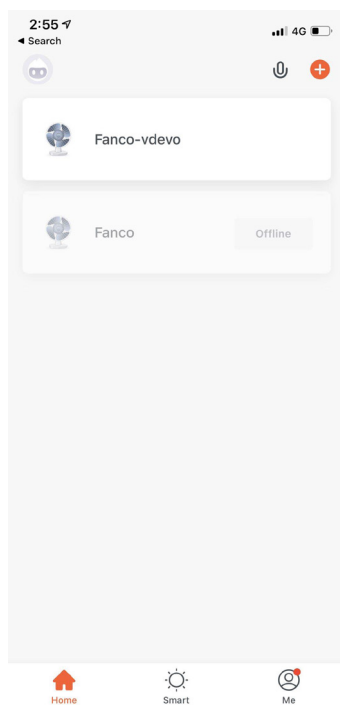 2:55
4G
◀ Search
Fanco-vdevo
Fanco
Offline
Home
Smart
Me